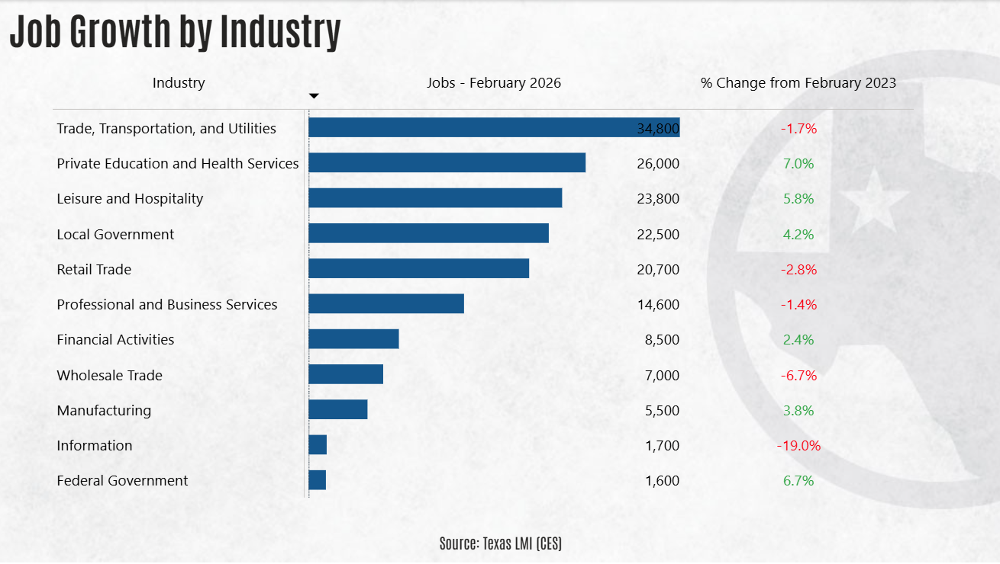 Job Growth by Industry
Industry Jobs - February 2026 % Change from February 2023
Trade, Transportation, and Utilities 34,800 -1.7%
Private Education and Health Services 26,000 7.0%
Leisure and Hospitality 23,800 5.8%
Local Government 22,500 4.2%
Retail Trade 20,700 -2.8%
Professional and Business Services 14,600 -1.4%
Financial Activities 8,500 2.4%
Wholesale Trade 7,000 -6.7%
Manufacturing 5,500 3.8%
Information 1,700 -19.0%
Federal Government 1,600 6.7%
Source: Texas LMI (CES)